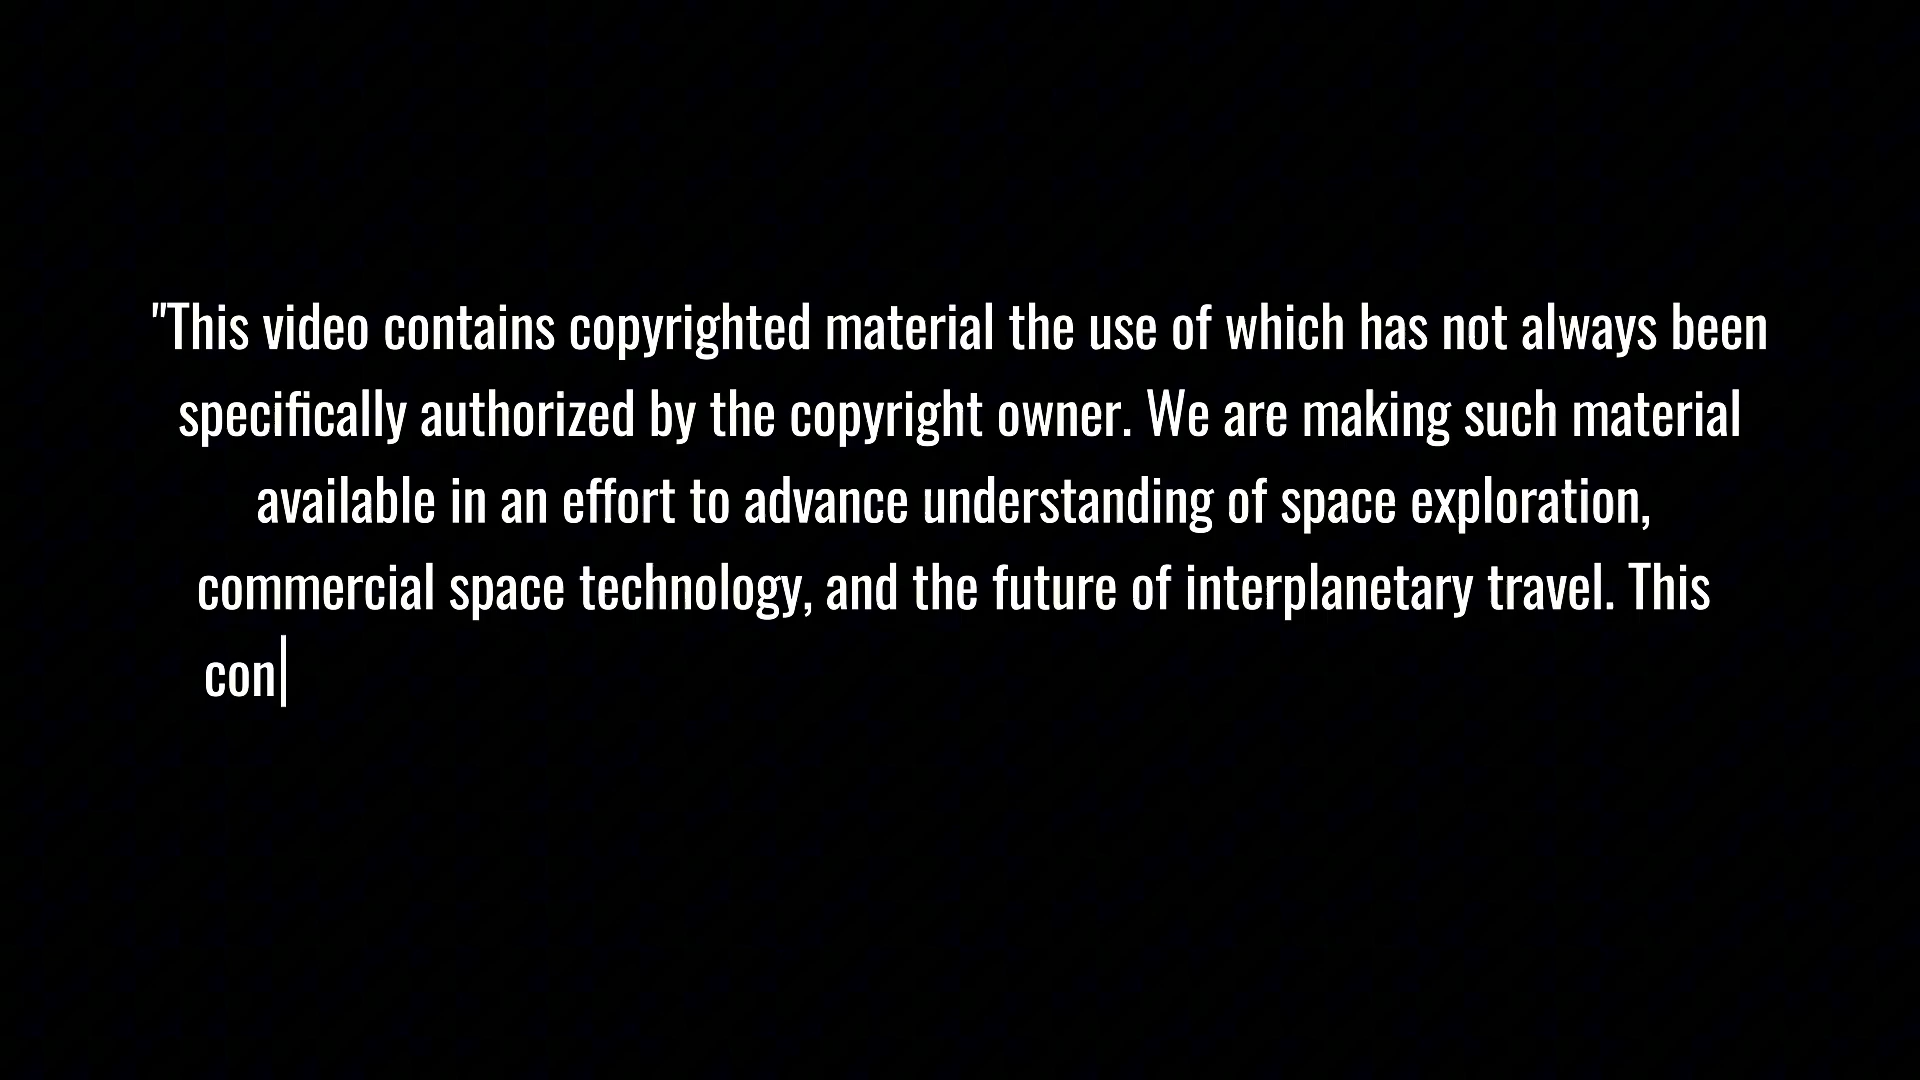 "This video contains copyrighted material the use of which has not always been
specifically authorized by the copyright owner. We are making such material
available in an effort to advance understanding of space exploration,
commercial space technology, and the future of interplanetary travel. This
con